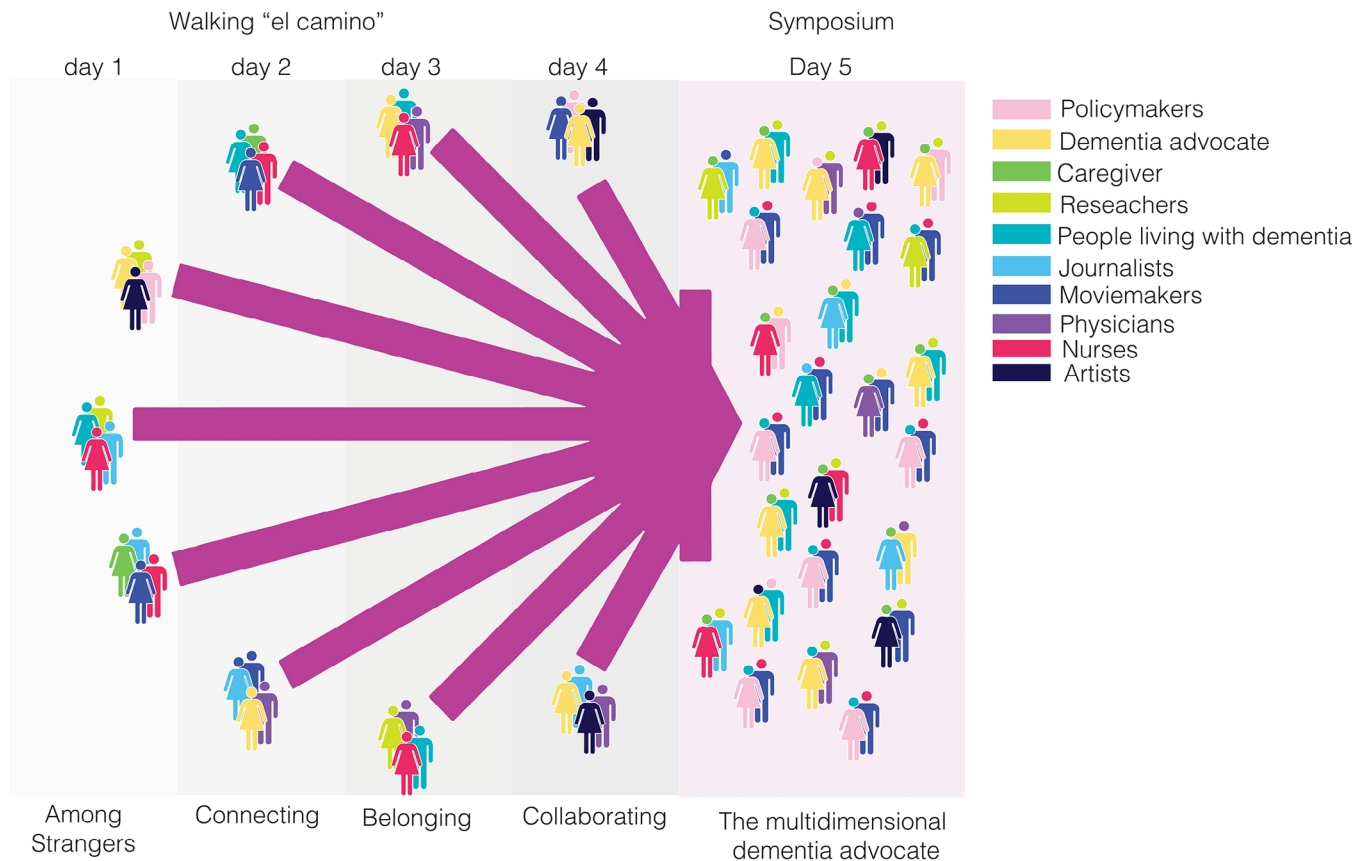 Walking “el camino”
Symposium
day 1
day 2
day 3
day 4
Day 5
Policymakers
Dementia advocate
Caregiver
Reseachers
People living with dementia
Journalists
Moviemakers
Physicians
Nurses
Artists
Among
Strangers
Connecting
Belonging
Collaborating
The multidimensional
dementia advocate